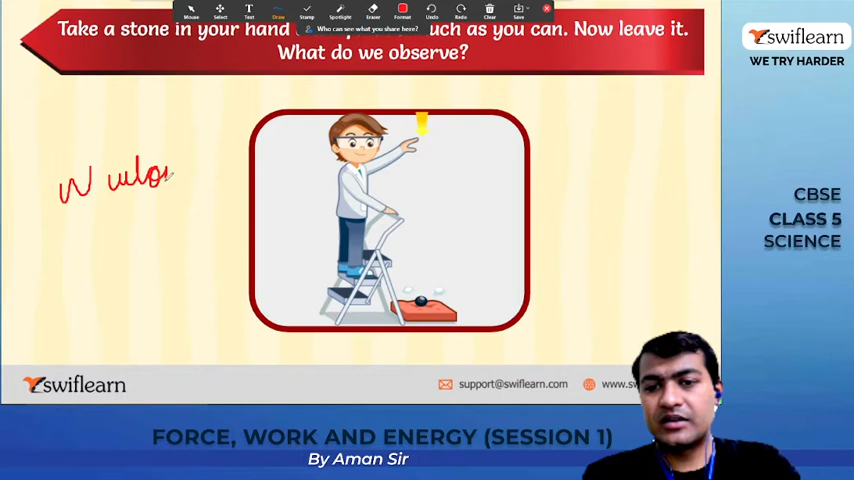 Mouse Select Text Draw Stamp Spotlight Eraser Format Undo Redo Clear Save
Who can see what you share here?
Take a stone in your hand uch as you can. Now leave it.
What do we observe?
swiflearn
WE TRY HARDER
CBSE
CLASS 5
SCIENCE
swiflearn
support@swiflearn.com
www.sw
FORCE, WORK AND ENERGY (SESSION 1)
By Aman Sir